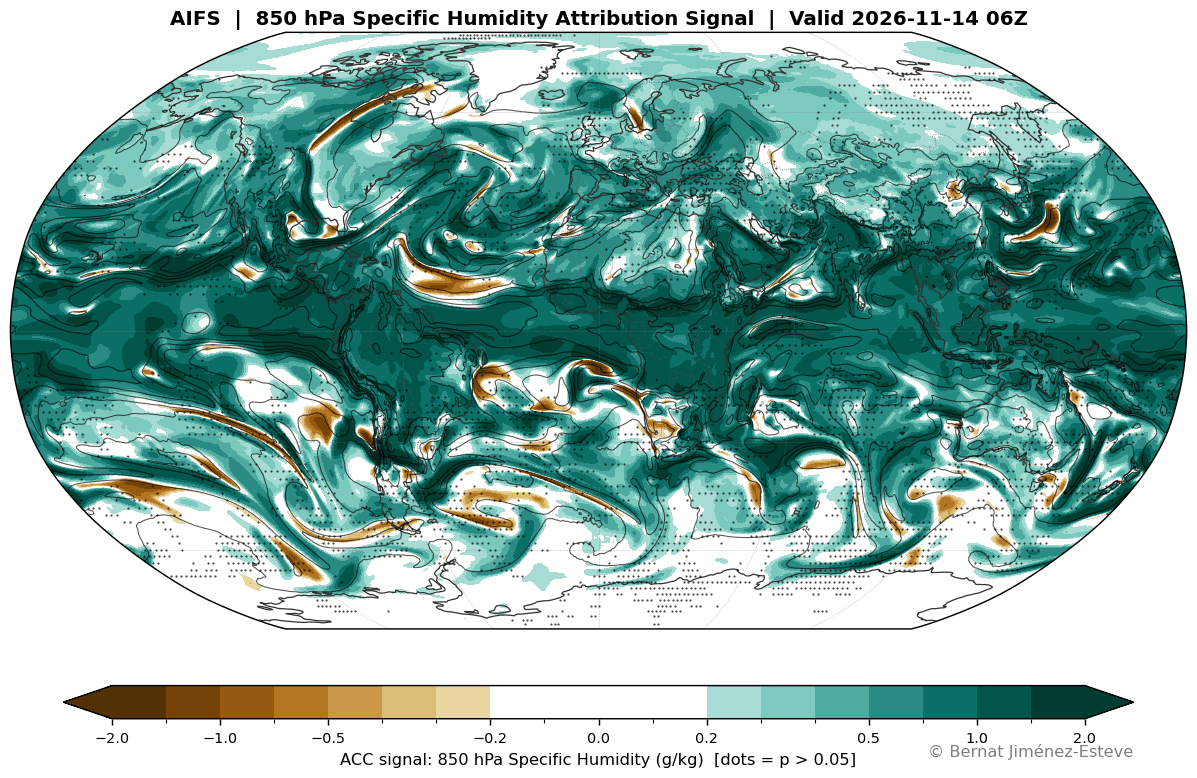 AIFS | 850 hPa Specific Humidity Attribution Signal | Valid 2026-11-14 06Z
−2.0 −1.0 −0.5 −0.2 0.0 0.2 0.5 1.0 2.0
ACC signal: 850 hPa Specific Humidity (g/kg) [dots = p > 0.05]
© Bernat Jiménez-Esteve